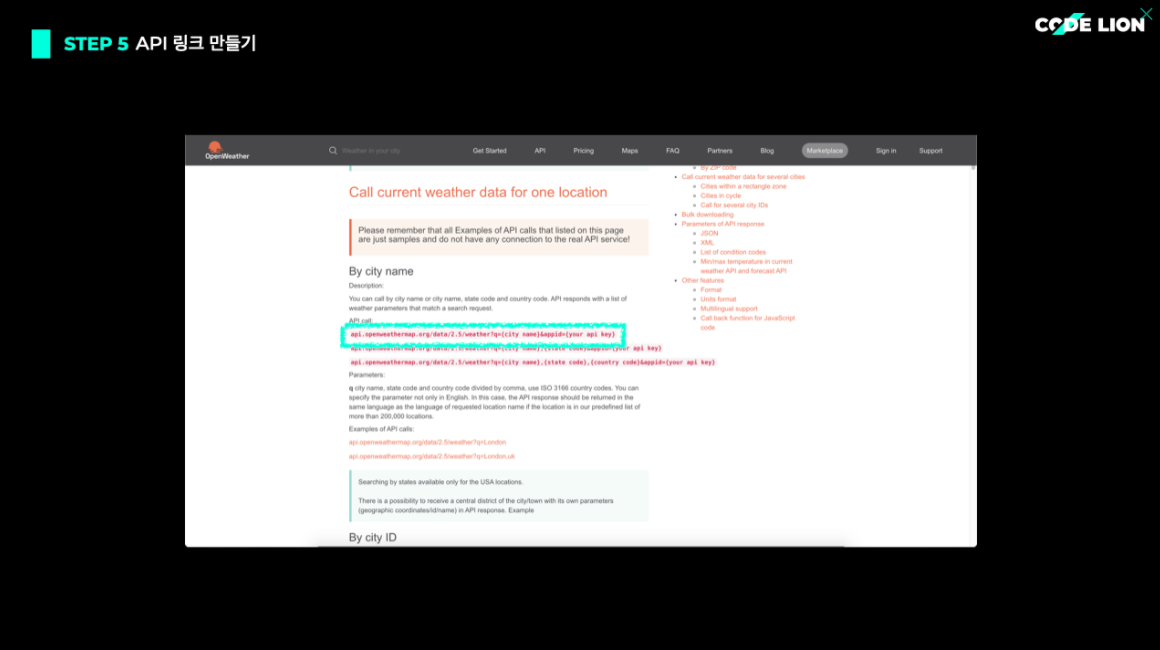 STEP 5 API 링크 만들기
CODE LION
OpenWeather
Weather in your city
Get Started
API
Pricing
Maps
FAQ
Partners
Blog
Marketplace
Sign in
Support
By ZIP code
Call current weather data for several cities
Cities within a rectangle zone
Cities in cycle
Call for several city IDs
Bulk downloading
Parameters of API response
JSON
XML
List of condition codes
Min/max temperature in current
weather API and forecast API
Other features
Format
Units format
Multilingual support
Call back function for JavaScript
code
Call current weather data for one location
Please remember that all Examples of API calls that listed on this page
are just samples and do not have any connection to the real API service!
By city name
Description:
You can call by city name or city name, state code and country code. API responds with a list of
weather parameters that match a search request.
API call:
api.openweathermap.org/data/2.5/weather?q={city name}&appid={your api key}
api.openweathermap.org/data/2.5/weather?q={city name},{state code}&appid={your api key}
api.openweathermap.org/data/2.5/weather?q={city name},{state code},{country code}&appid={your api key}
Parameters:
q city name, state code and country code divided by comma, use ISO 3166 country codes. You can
specify the parameter not only in English. In this case, the API response should be returned in the
same language as the language of requested location name if the location is in our predefined list of
more than 200,000 locations.
Examples of API calls:
api.openweathermap.org/data/2.5/weather?q=London
api.openweathermap.org/data/2.5/weather?q=London,uk
Searching by states available only for the USA locations.
There is a possibility to receive a central district of the city/town with its own parameters
(geographic coordinates/id/name) in API response. Example
By city ID